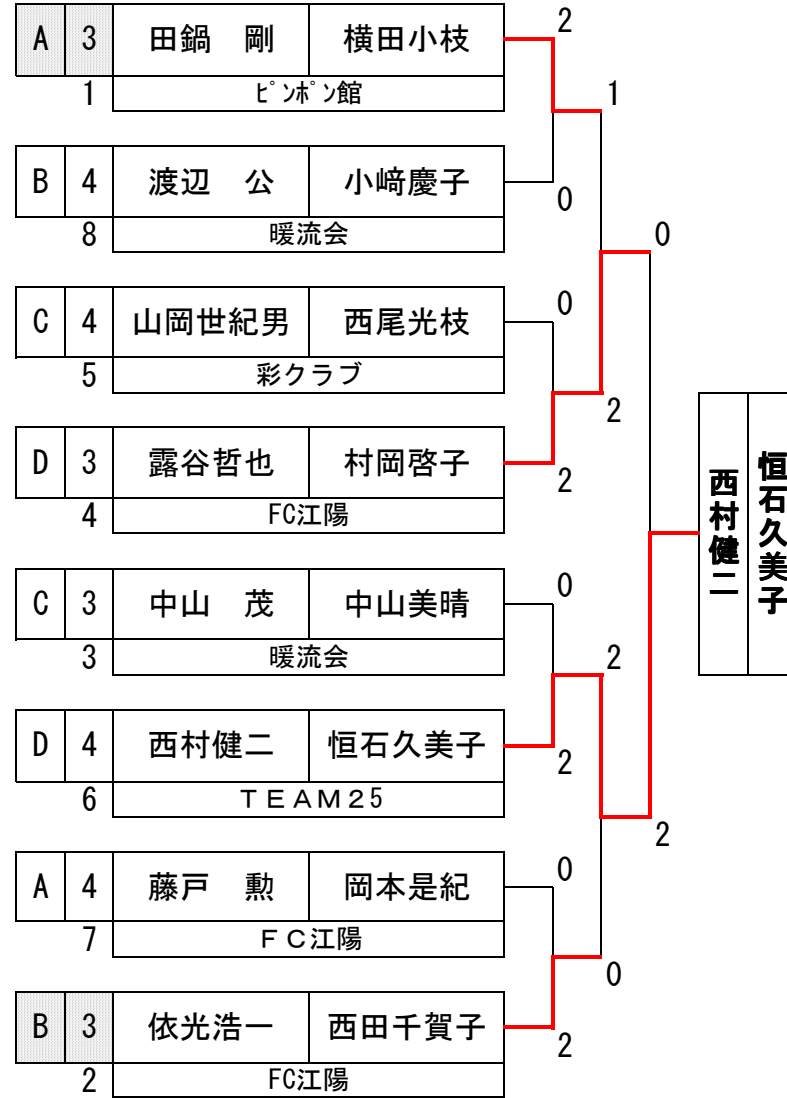 A 3 田鍋　剛 横田小枝 2
1 ﾋﾟﾝﾎﾟﾝ館 1
B 4 渡辺　公 小﨑慶子 0
8 暖流会 0
C 4 山岡世紀男 西尾光枝 0
5 彩クラブ 2
D 3 露谷哲也 村岡啓子 2
4 FC江陽
西村健二 恒石久美子
C 3 中山　茂 中山美晴 0
3 暖流会 2
D 4 西村健二 恒石久美子 2
6 ＴＥＡＭ２5
2
A 4 藤戸　勲 岡本是紀 0
7 ＦＣ江陽 0
B 3 依光浩一 西田千賀子 2
2 FC江陽